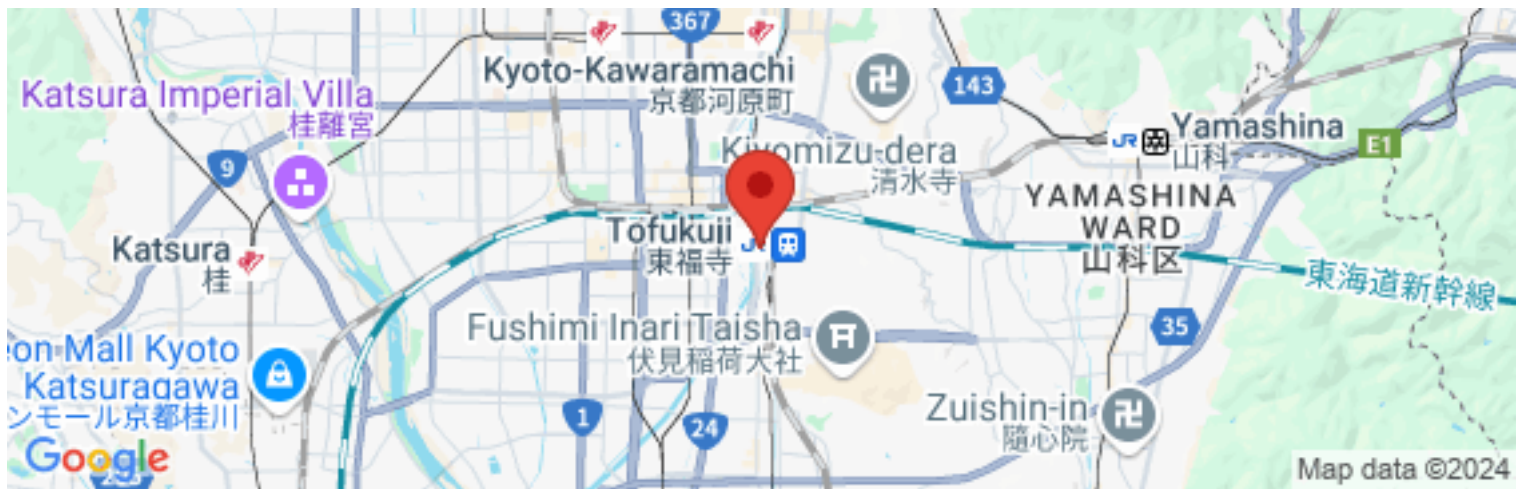 367
Kyoto-Kawaramachi
京都河原町
143
Katsura Imperial Villa
桂離宮
Yamashina
山科
E1
Kiyomizu-dera
清水寺
9
YAMASHINA
WARD
山科区
Tofukuji
東福寺
JR
JR
Katsura
桂
東海道新幹線
Fushimi Inari Taisha
伏見稲荷大社
35
eon Mall Kyoto
Katsuragawa
ンモール京都桂川
1
24
Zuishin-in
隨心院
Google
Map data ©2024